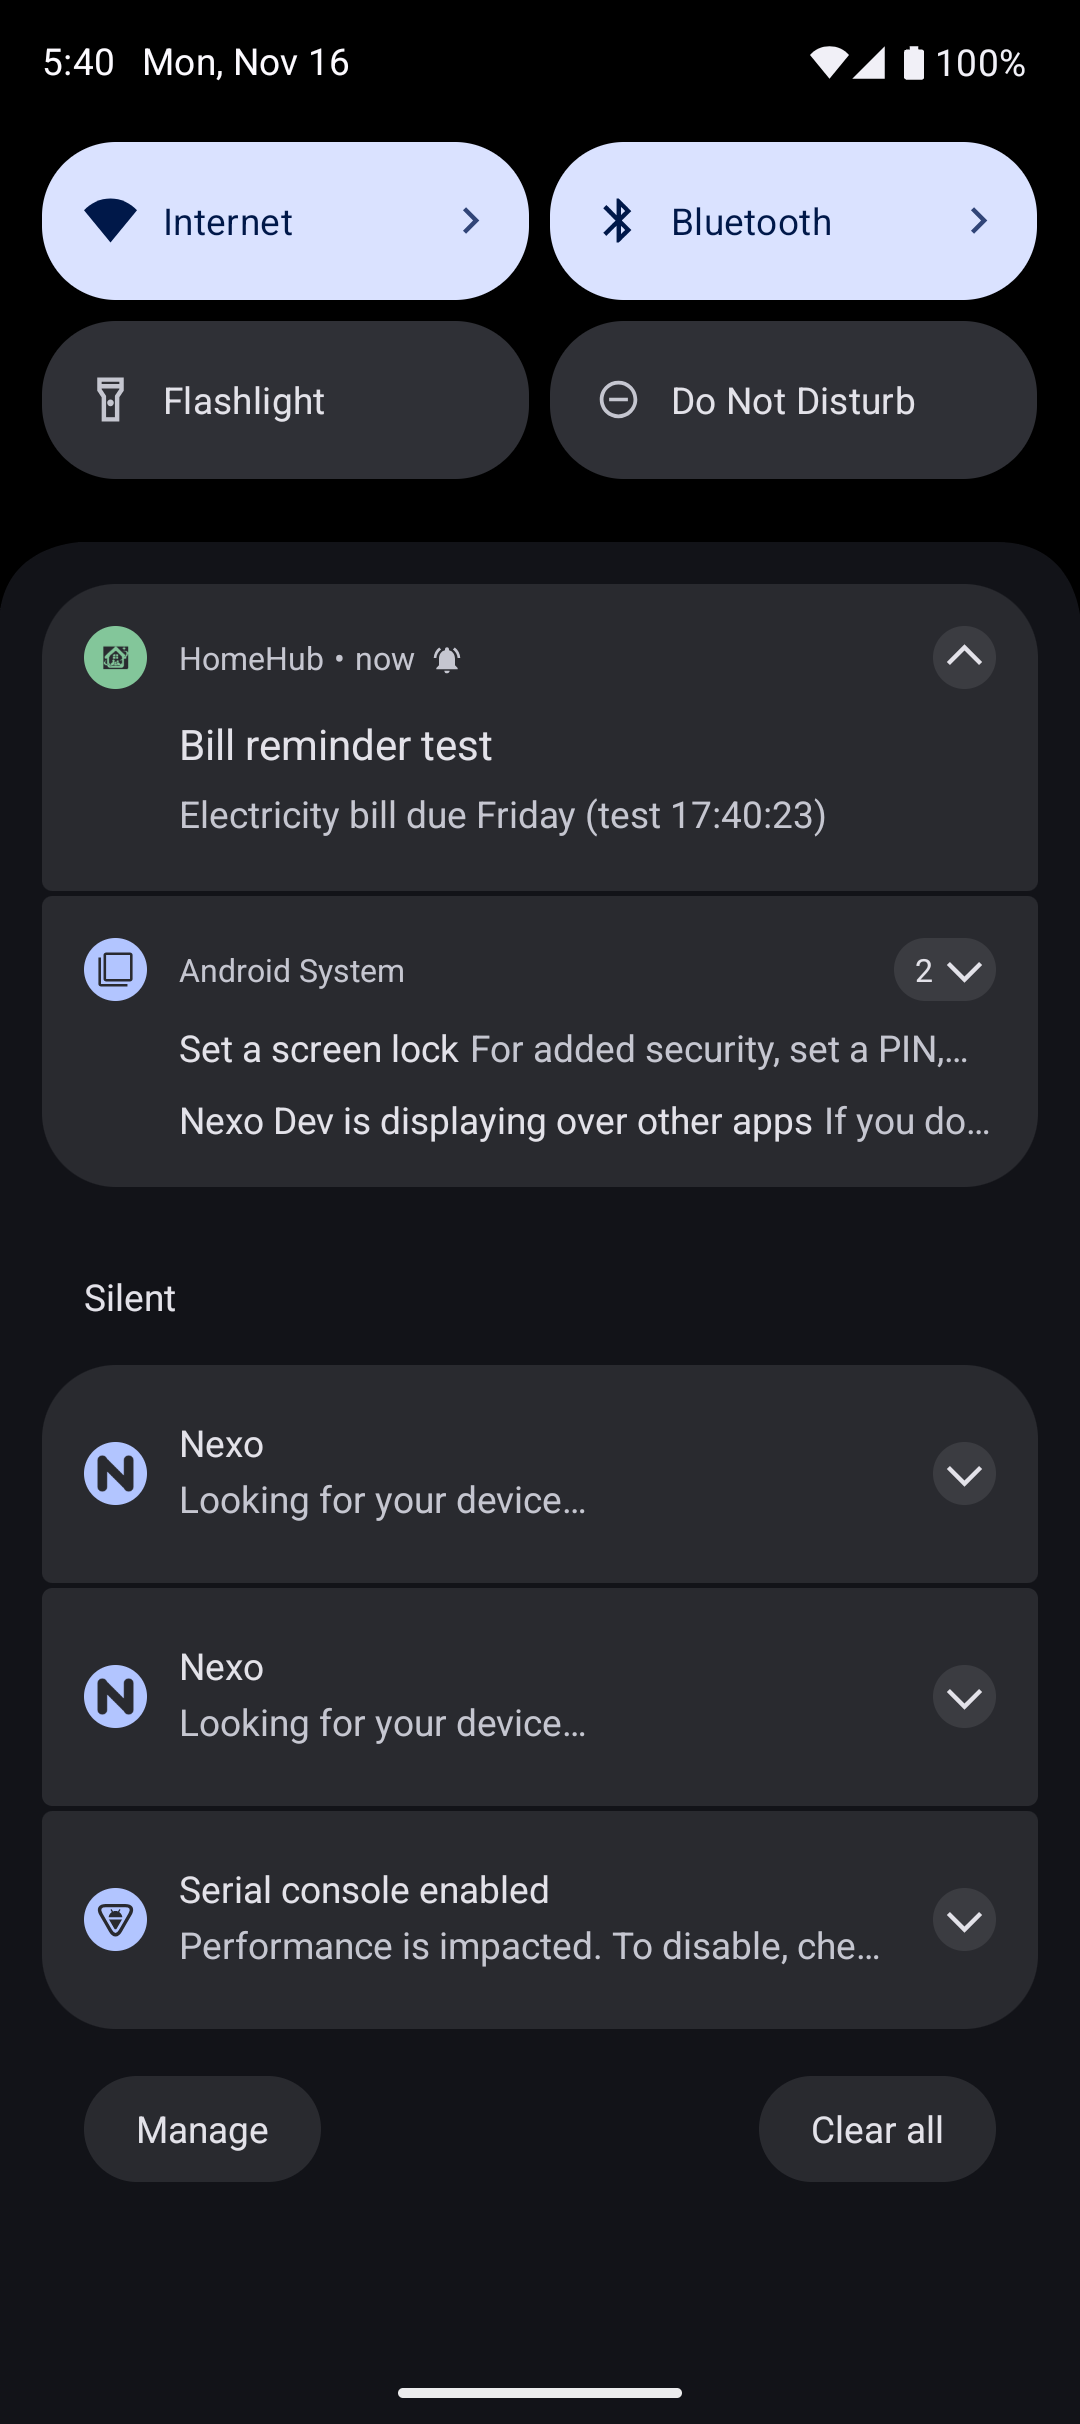 5:40 Mon, Nov 16 100%
Internet
Bluetooth
Flashlight
Do Not Disturb
HomeHub • now
Bill reminder test
Electricity bill due Friday (test 17:40:23)
Android System 2
Set a screen lock For added security, set a PIN,…
Nexo Dev is displaying over other apps If you do…
Silent
Nexo
Looking for your device…
Nexo
Looking for your device…
Serial console enabled
Performance is impacted. To disable, che…
Manage
Clear all